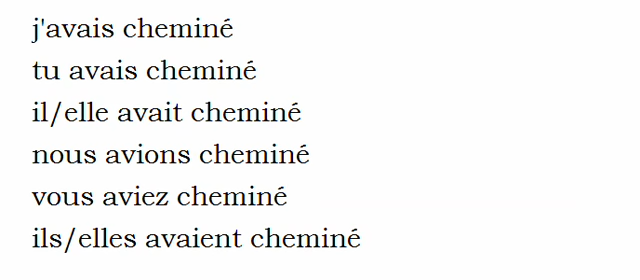 j'avais cheminé
tu avais cheminé
il/elle avait cheminé
nous avions cheminé
vous aviez cheminé
ils/elles avaient cheminé